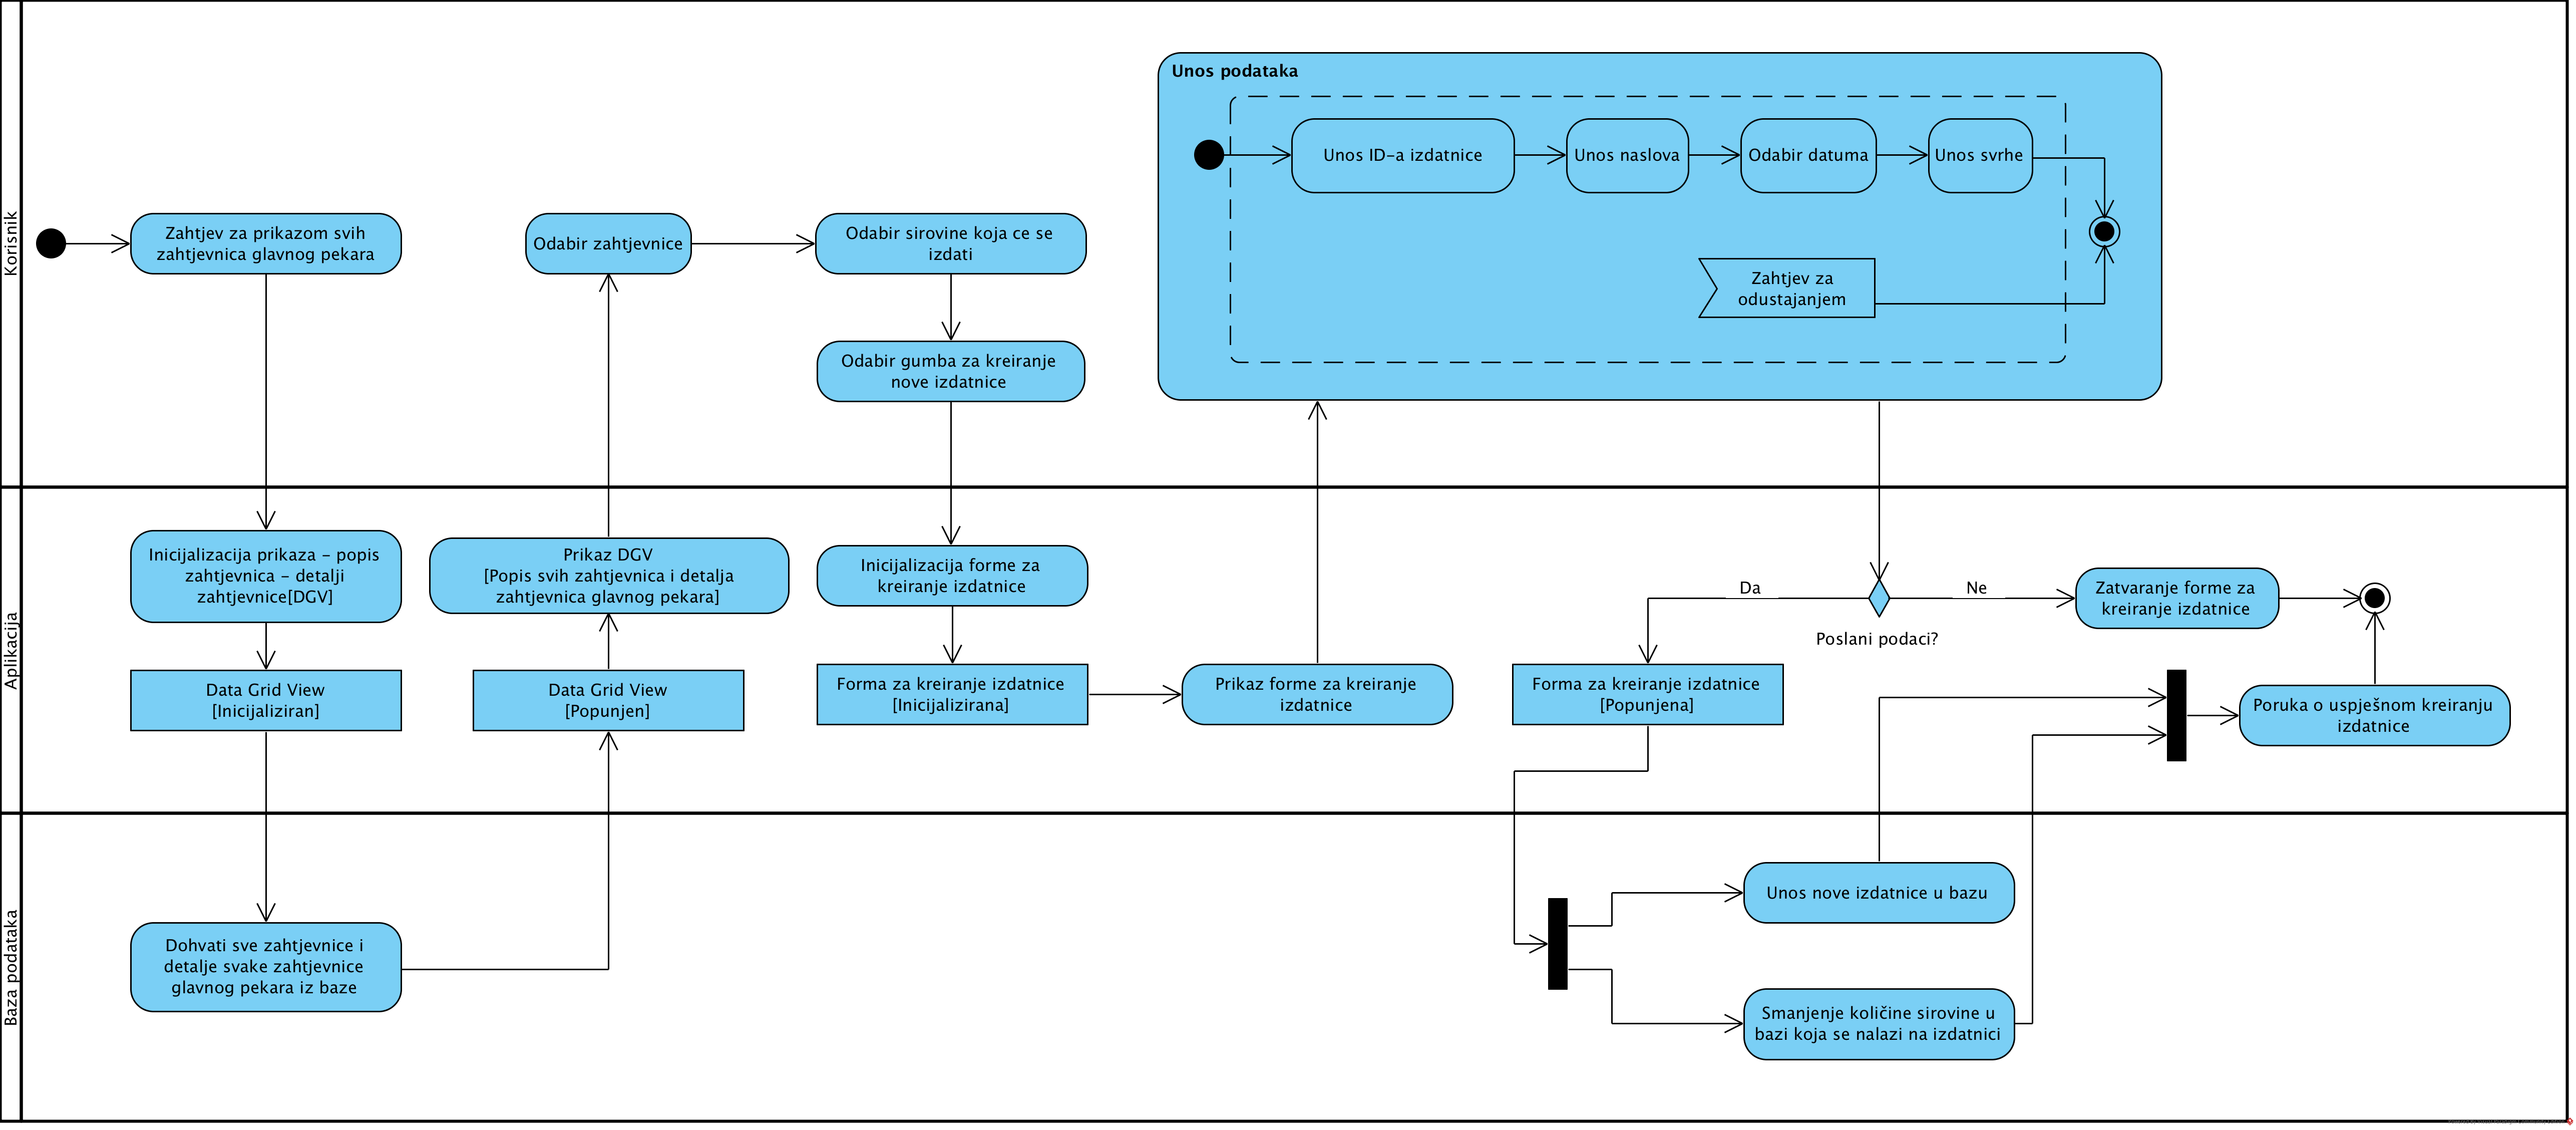 Korisnik
Zahtjev za prikazom svih
zahtjevnica glavnog pekara
Odabir zahtjevnice
Odabir sirovine koja ce se
izdati
Odabir gumba za kreiranje
nove izdatnice
Unos podataka
Unos ID-a izdatnice
Unos naslova
Odabir datuma
Unos svrhe
Zahtjev za
odustajanjem
Aplikacija
Inicijalizacija prikaza - popis
zahtjevnica - detalji
zahtjevnice[DGV]
Data Grid View
[Inicijaliziran]
Prikaz DGV
[Popis svih zahtjevnica i detalja
zahtjevnica glavnog pekara]
Data Grid View
[Popunjen]
Inicijalizacija forme za
kreiranje izdatnice
Forma za kreiranje izdatnice
[Inicijalizirana]
Prikaz forme za kreiranje
izdatnice
Da
Ne
Poslani podaci?
Forma za kreiranje izdatnice
[Popunjena]
Zatvaranje forme za
kreiranje izdatnice
Poruka o uspješnom kreiranju
izdatnice
Baza podataka
Dohvati sve zahtjevnice i
detalje svake zahtjevnice
glavnog pekara iz baze
Unos nove izdatnice u bazu
Smanjenje količine sirovine u
bazi koja se nalazi na izdatnici